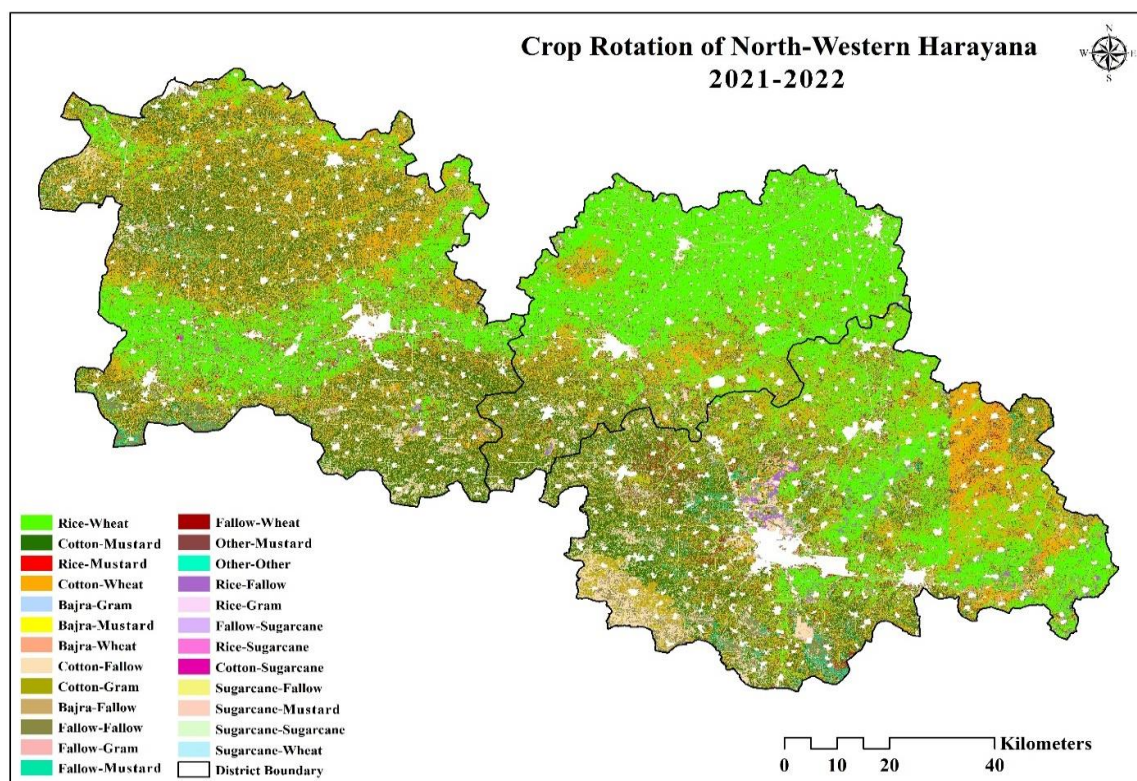 Crop Rotation of North-Western Harayana
2021-2022
N
W E
S
Rice-Wheat
Cotton-Mustard
Rice-Mustard
Cotton-Wheat
Bajra-Gram
Bajra-Mustard
Bajra-Wheat
Cotton-Fallow
Cotton-Gram
Bajra-Fallow
Fallow-Fallow
Fallow-Gram
Fallow-Mustard
Fallow-Wheat
Other-Mustard
Other-Other
Rice-Fallow
Rice-Gram
Fallow-Sugarcane
Rice-Sugarcane
Cotton-Sugarcane
Sugarcane-Fallow
Sugarcane-Mustard
Sugarcane-Sugarcane
Sugarcane-Wheat
District Boundary
Kilometers
0 10 20 40